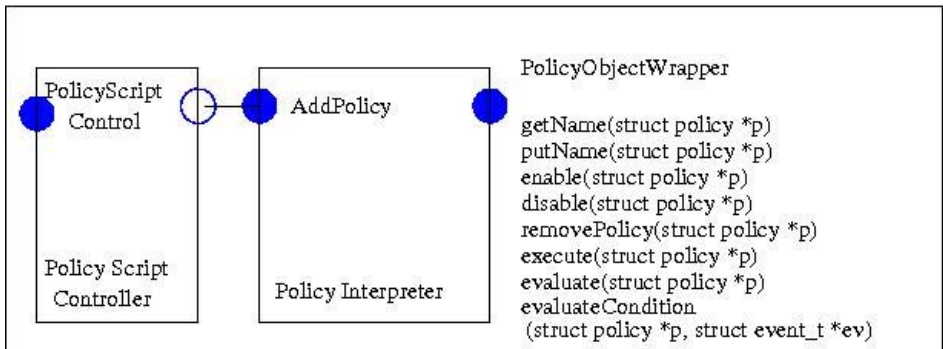 PolicyScript
Control
Policy Script
Controller
AddPolicy
Policy Interpreter
PolicyObjectWrapper
getName(struct policy *p)
putName(struct policy *p)
enable(struct policy *p)
disable(struct policy *p)
removePolicy(struct policy *p)
execute(struct policy *p)
evaluate(struct policy *p)
evaluateCondition
(struct policy *p, struct event_t *ev)